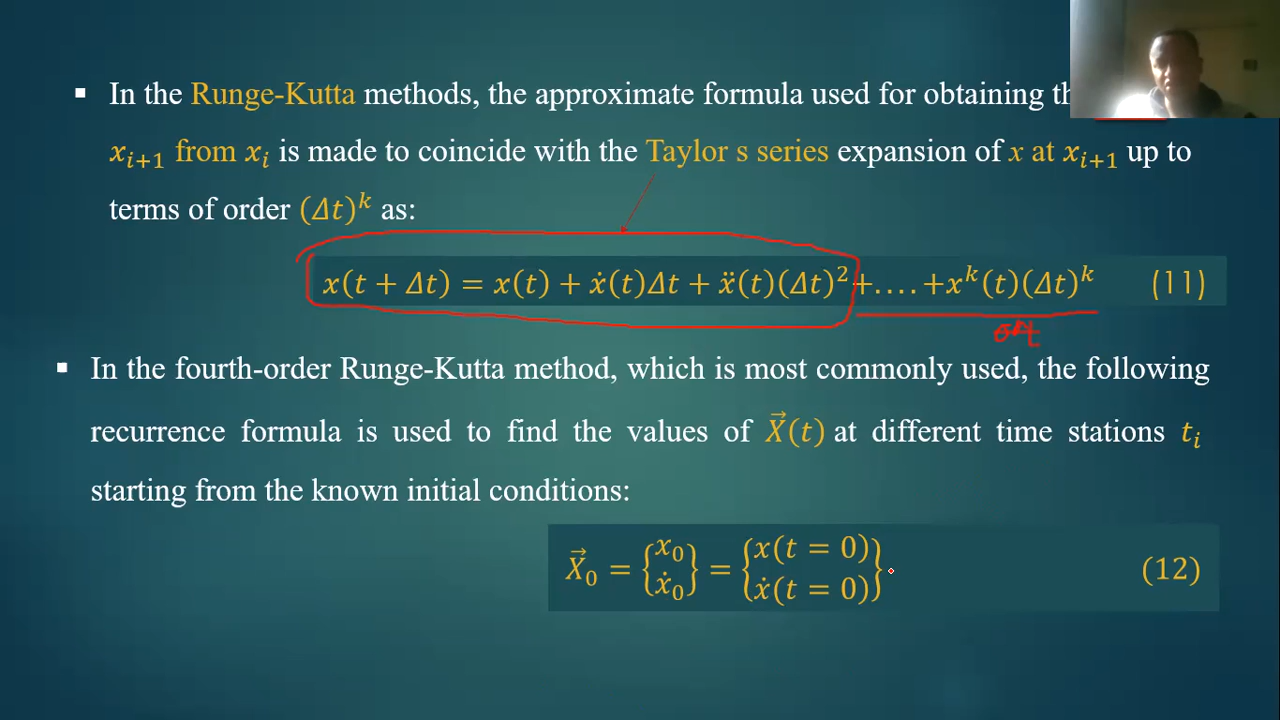 ▪ In the Runge-Kutta methods, the approximate formula used for obtaining
x_{i+1} from x_i is made to coincide with the Taylor s series expansion of x at x_{i+1} up to
terms of order (Δt)^k as:
x(t + Δt) = x(t) + ẋ(t)Δt + ẍ(t)(Δt)^2 +....+x^k(t)(Δt)^k (11)
▪ In the fourth-order Runge-Kutta method, which is most commonly used, the following
recurrence formula is used to find the values of X⃗(t) at different time stations t_i
starting from the known initial conditions:
X⃗_0 = {x_0 ẋ_0} = {x(t = 0) ẋ(t = 0)} (12)